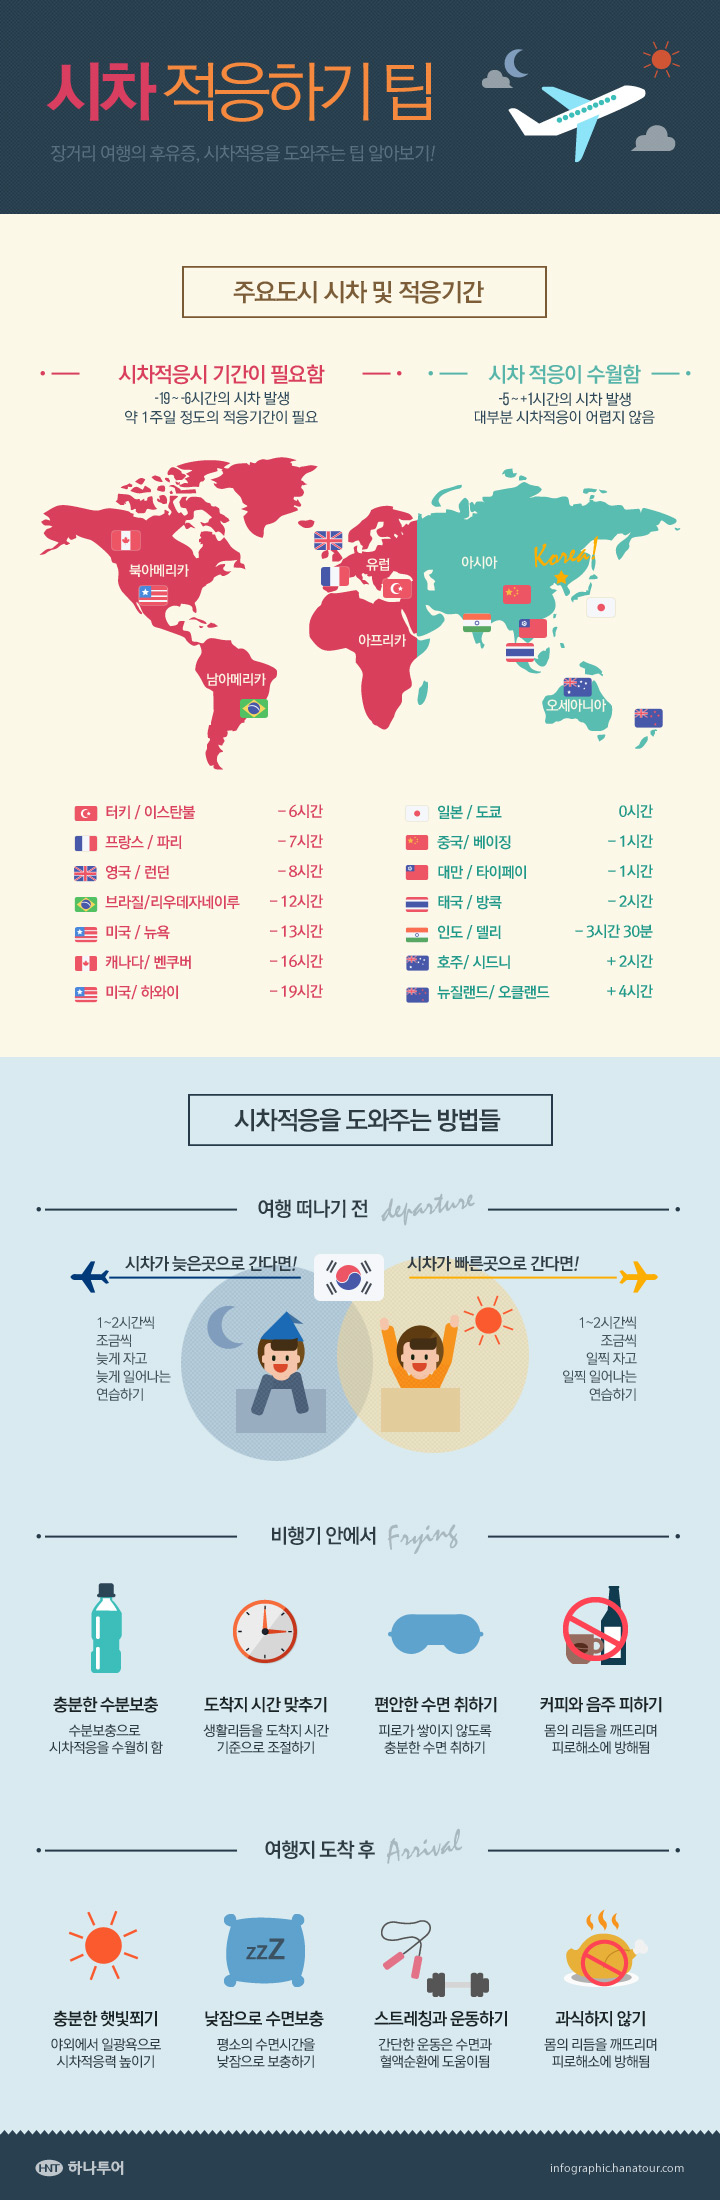 시차 적응하기 팁
장거리 여행의 후유증, 시차적응을 도와주는 팁 알아보기!
주요도시 시차 및 적응기간
시차적응시 기간이 필요함
-19~-6시간의 시차 발생
약 1주일 정도의 적응기간이 필요
시차 적응이 수월함
-5~+1시간의 시차 발생
대부분 시차적응이 어렵지 않음
북아메리카
유럽
아시아
Korea!
아프리카
남아메리카
오세아니아
터키 / 이스탄불 - 6시간
프랑스 / 파리 - 7시간
영국 / 런던 - 8시간
브라질/리우데자네이루 - 12시간
미국 / 뉴욕 - 13시간
캐나다/ 벤쿠버 - 16시간
미국/ 하와이 - 19시간
일본 / 도쿄 0시간
중국/ 베이징 - 1시간
대만 / 타이페이 - 1시간
태국 / 방콕 - 2시간
인도 / 델리 - 3시간 30분
호주/ 시드니 + 2시간
뉴질랜드/ 오클랜드 + 4시간
시차적응을 도와주는 방법들
여행 떠나기 전 departure
시차가 늦은곳으로 간다면!
1~2시간씩
조금씩
늦게 자고
늦게 일어나는
연습하기
시차가 빠른곳으로 간다면!
1~2시간씩
조금씩
일찍 자고
일찍 일어나는
연습하기
비행기 안에서 Frying
충분한 수분보충
수분보충으로
시차적응을 수월히 함
도착지 시간 맞추기
생활리듬을 도착지 시간
기준으로 조절하기
편안한 수면 취하기
피로가 쌓이지 않도록
충분한 수면 취하기
커피와 음주 피하기
몸의 리듬을 깨뜨리며
피로해소에 방해됨
여행지 도착 후 Arrival
zzZ
충분한 햇빛쬐기
야외에서 일광욕으로
시차적응력 높이기
낮잠으로 수면보충
평소의 수면시간을
낮잠으로 보충하기
스트레칭과 운동하기
간단한 운동은 수면과
혈액순환에 도움이됨
과식하지 않기
몸의 리듬을 깨뜨리며
피로해소에 방해됨
HNT 하나투어
infographic.hanatour.com